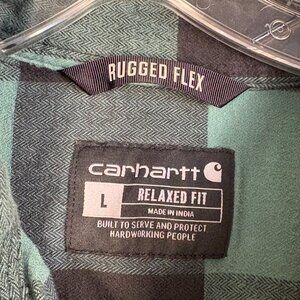 RUGGED FLEX
carhartt
L RELAXED FIT
MADE IN INDIA
BUILT TO SERVE AND PROTECT
HARDWORKING PEOPLE